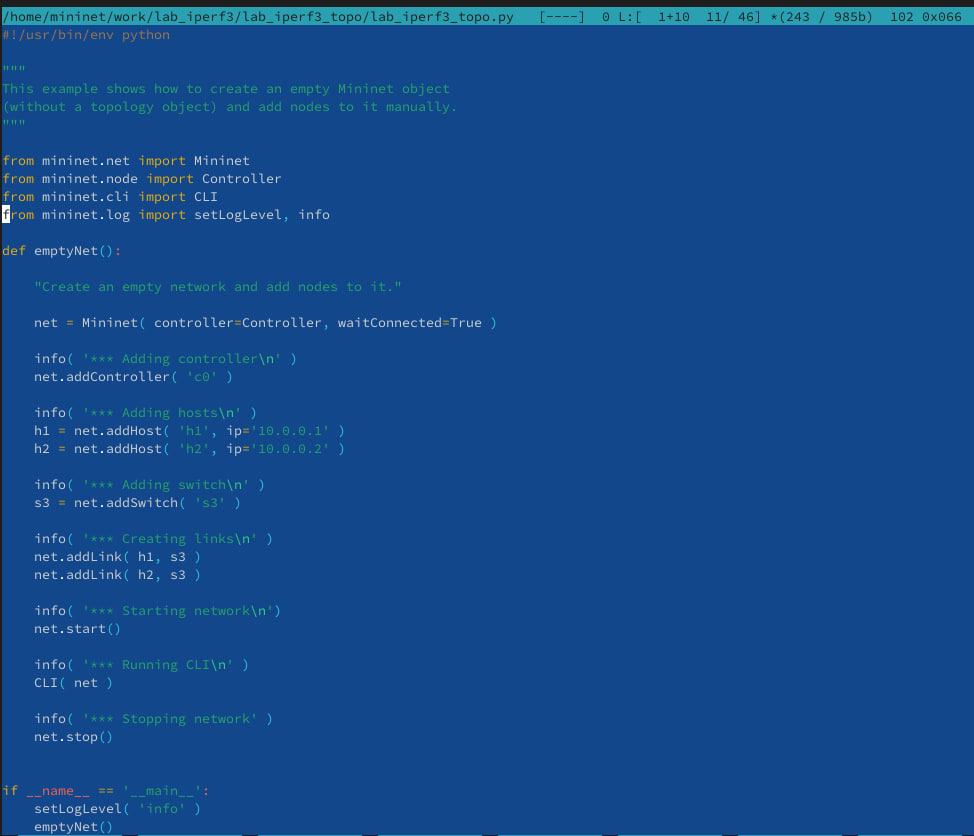 /home/mininet/work/lab_iperf3/lab_iperf3_topo/lab_iperf3_topo.py   [----]  0 L:[  1+10  11/ 46] *(243 / 985b)  102 0x066
#!/usr/bin/env python

"""
This example shows how to create an empty Mininet object
(without a topology object) and add nodes to it manually.
"""

from mininet.net import Mininet
from mininet.node import Controller
from mininet.cli import CLI
from mininet.log import setLogLevel, info

def emptyNet():

    "Create an empty network and add nodes to it."

    net = Mininet( controller=Controller, waitConnected=True )

    info( '*** Adding controller\n' )
    net.addController( 'c0' )

    info( '*** Adding hosts\n' )
    h1 = net.addHost( 'h1', ip='10.0.0.1' )
    h2 = net.addHost( 'h2', ip='10.0.0.2' )

    info( '*** Adding switch\n' )
    s3 = net.addSwitch( 's3' )

    info( '*** Creating links\n' )
    net.addLink( h1, s3 )
    net.addLink( h2, s3 )

    info( '*** Starting network\n')
    net.start()

    info( '*** Running CLI\n' )
    CLI( net )

    info( '*** Stopping network' )
    net.stop()


if __name__ == '__main__':
    setLogLevel( 'info' )
    emptyNet()